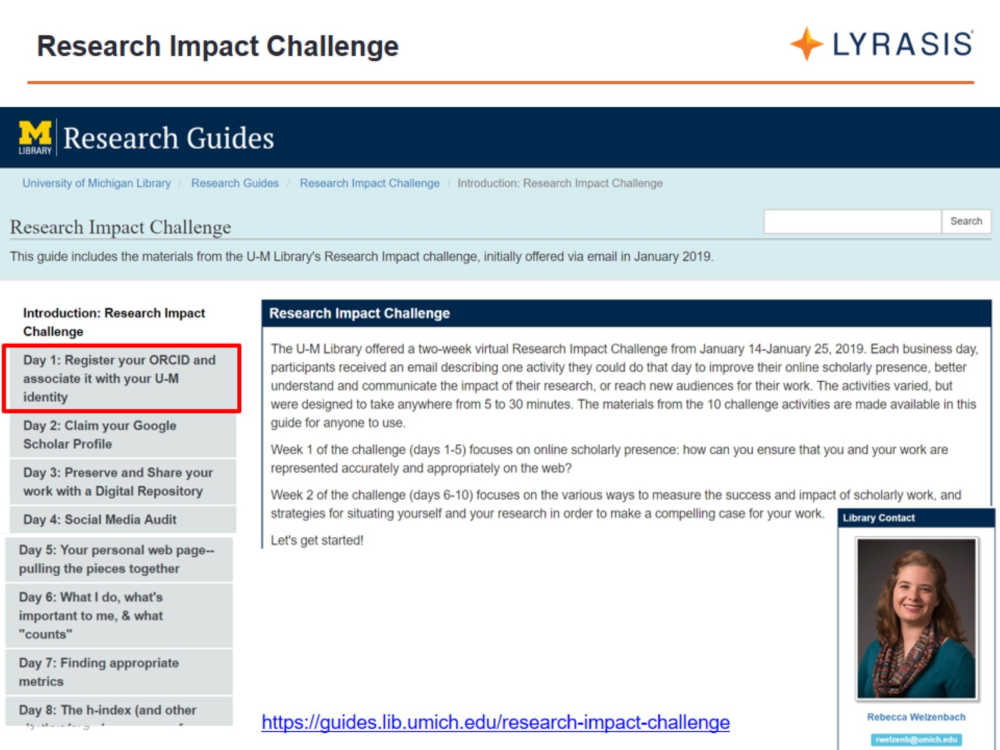 Research Impact Challenge
LYRASIS
M
LIBRARY
Research Guides
University of Michigan Library / Research Guides / Research Impact Challenge / Introduction: Research Impact Challenge
Research Impact Challenge
Search
This guide includes the materials from the U-M Library's Research Impact challenge, initially offered via email in January 2019.
Introduction: Research Impact
Challenge
Day 1: Register your ORCID and
associate it with your U-M
identity
Day 2: Claim your Google
Scholar Profile
Day 3: Preserve and Share your
work with a Digital Repository
Day 4: Social Media Audit
Day 5: Your personal web page--
pulling the pieces together
Day 6: What I do, what's
important to me, & what
"counts"
Day 7: Finding appropriate
metrics
Day 8: The h-index (and other
Research Impact Challenge
The U-M Library offered a two-week virtual Research Impact Challenge from January 14-January 25, 2019. Each business day,
participants received an email describing one activity they could do that day to improve their online scholarly presence, better
understand and communicate the impact of their research, or reach new audiences for their work. The activities varied, but
were designed to take anywhere from 5 to 30 minutes. The materials from the 10 challenge activities are made available in this
guide for anyone to use.
Week 1 of the challenge (days 1-5) focuses on online scholarly presence: how can you ensure that you and your work are
represented accurately and appropriately on the web?
Week 2 of the challenge (days 6-10) focuses on the various ways to measure the success and impact of scholarly work, and
strategies for situating yourself and your research in order to make a compelling case for your work.
Let's get started!
Library Contact
Rebecca Welzenbach
rwelzenb@umich.edu
https://guides.lib.umich.edu/research-impact-challenge